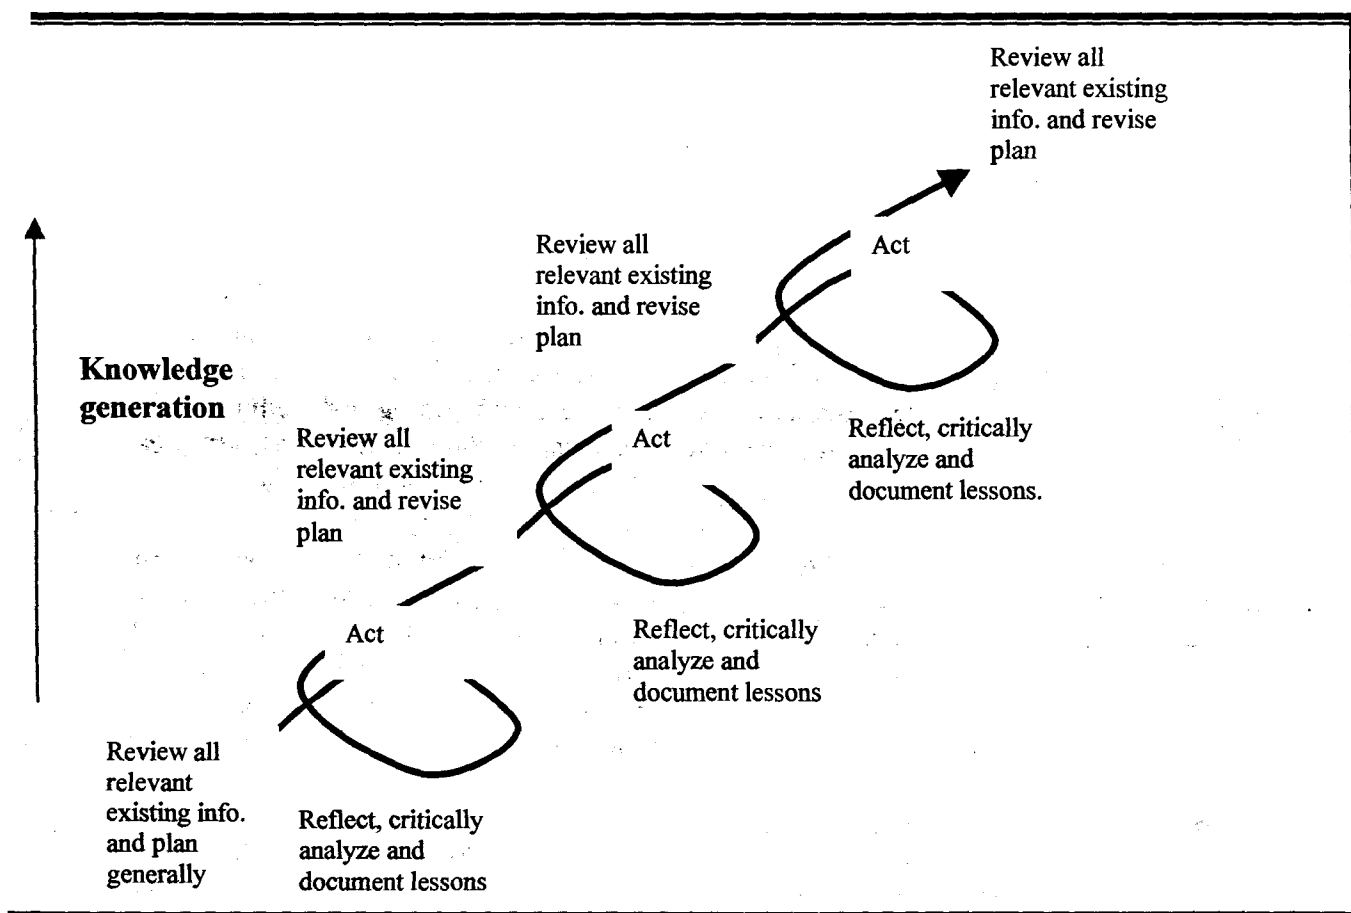 Review all
relevant existing
info. and revise
plan
Act
Review all
relevant existing
info. and revise
plan
Knowledge
generation
Reflect, critically
analyze and
document lessons.
Act
Review all
relevant existing
info. and revise
plan
Reflect, critically
analyze and
document lessons
Act
Review all
relevant
existing info.
and plan
generally
Reflect, critically
analyze and
document lessons